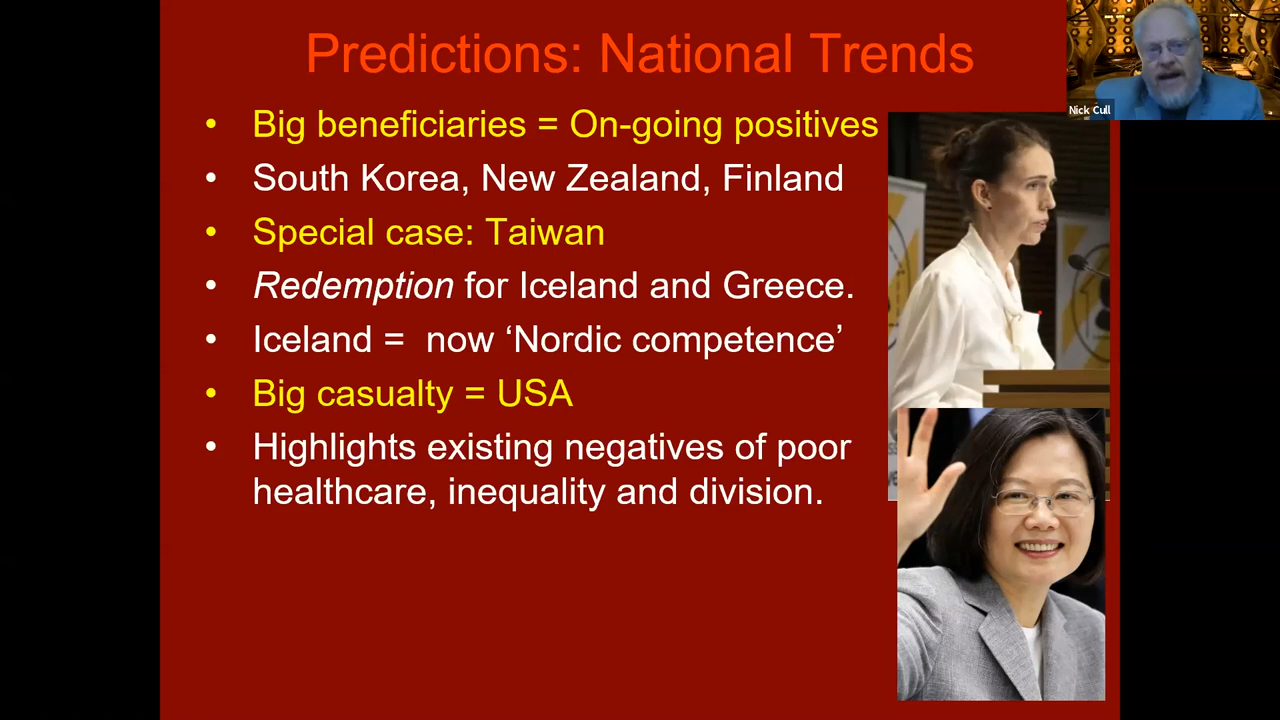 Predictions: National Trends
Nick Cull
• Big beneficiaries = On-going positives
• South Korea, New Zealand, Finland
• Special case: Taiwan
• Redemption for Iceland and Greece.
• Iceland = now ‘Nordic competence’
• Big casualty = USA
• Highlights existing negatives of poor
healthcare, inequality and division.